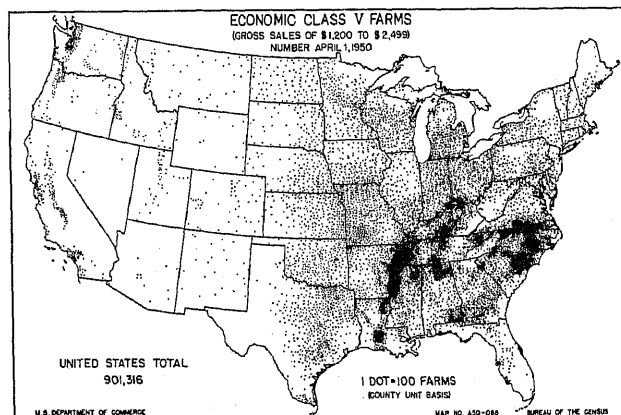 ECONOMIC CLASS V FARMS
(GROSS SALES OF $1,200 TO $2,499)
NUMBER APRIL 1, 1950
UNITED STATES TOTAL
901,316
1 DOT=100 FARMS
(COUNTY UNIT BASIS)
U.S. DEPARTMENT OF COMMERCE
MAP NO. A50-088
BUREAU OF THE CENSUS